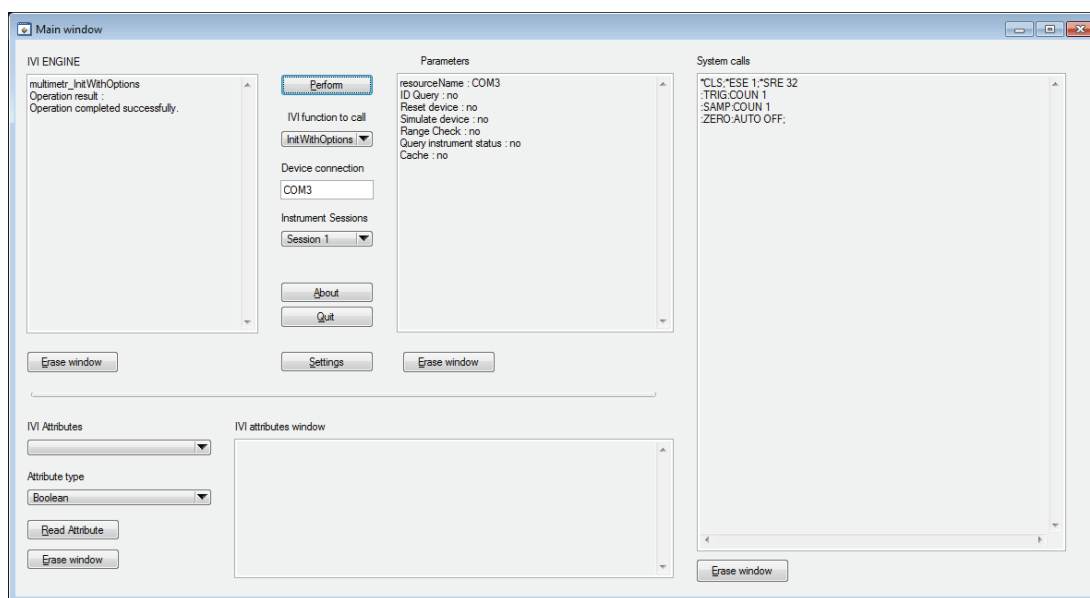 Main window
IVI ENGINE
multimetr_InitWithOptions
Operation result :
Operation completed successfully.
Erase window
Perform
IVI function to call
InitWithOptions
Device connection
COM3
Instrument Sessions
Session 1
About
Quit
Settings
Parameters
resourceName : COM3
ID Query : no
Reset device : no
Simulate device : no
Range Check : no
Query instrument status : no
Cache : no
Erase window
System calls
*CLS;*ESE 1;*SRE 32
:TRIG:COUN 1
:SAMP:COUN 1
:ZERO:AUTO OFF;
Erase window
IVI Attributes
Attribute type
Boolean
Read Attribute
Erase window
IVI attributes window